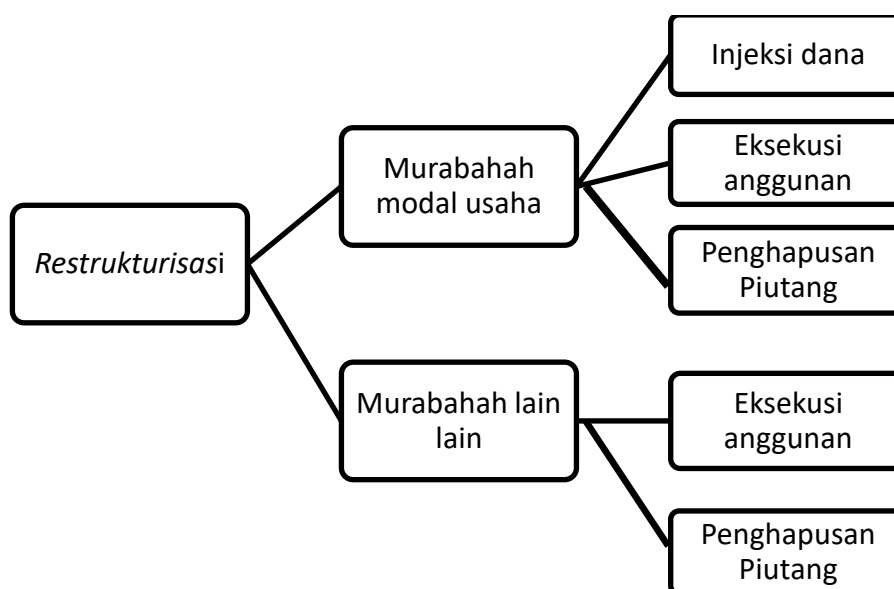 Restrukturisasi
Murabahah
modal usaha
Injeksi dana
Eksekusi
anggunan
Penghapusan
Piutang
Murabahah lain
lain
Eksekusi
anggunan
Penghapusan
Piutang